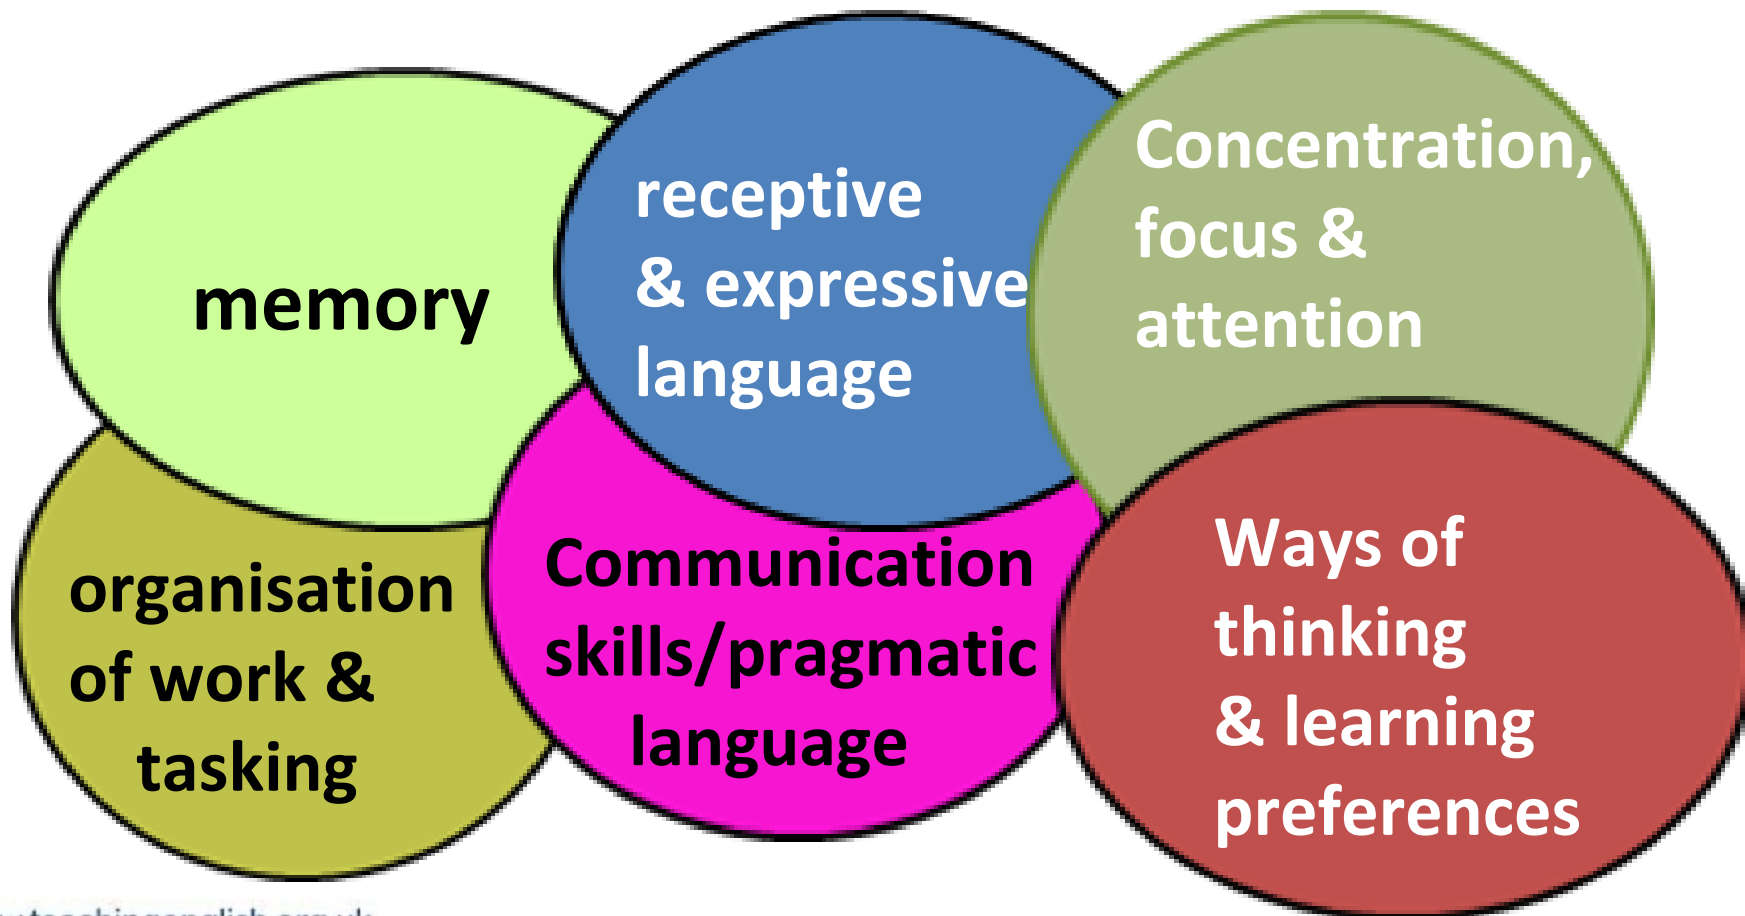 memory
receptive
& expressive
language
Concentration,
focus &
attention
organisation
of work &
tasking
Communication
skills/pragmatic
language
Ways of
thinking
& learning
preferences